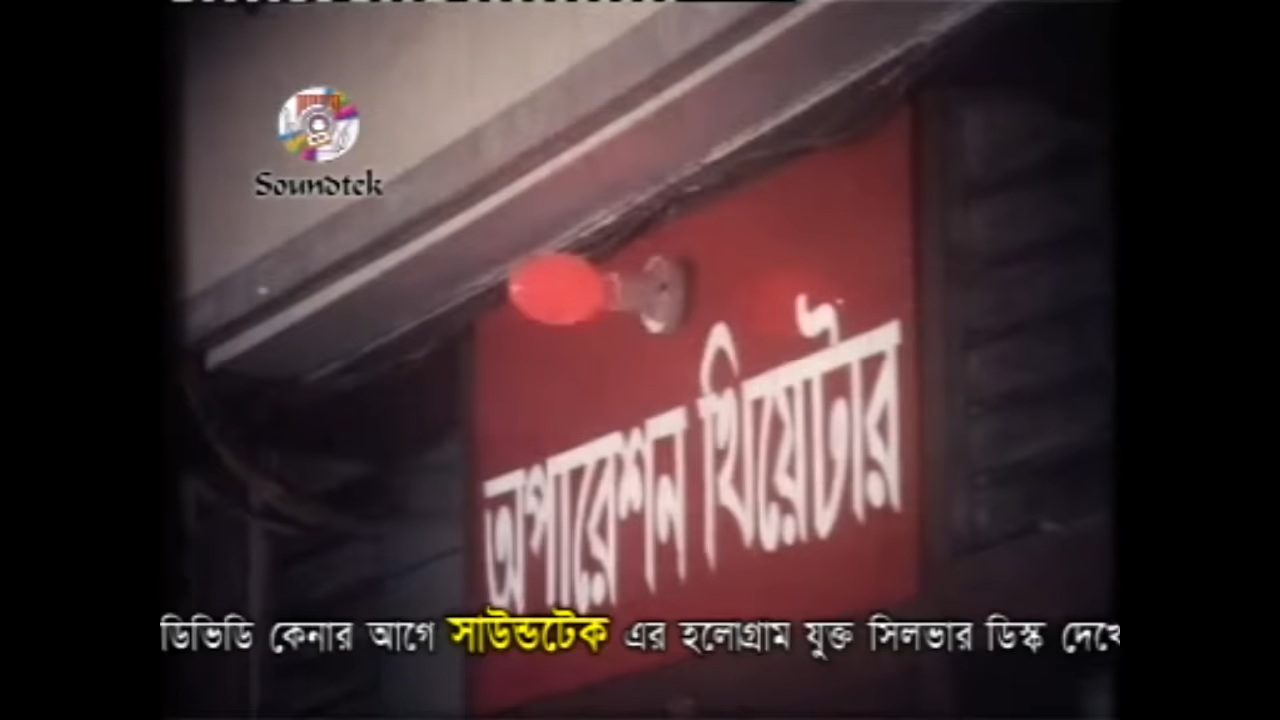 Soundtek
অপারেশন থিয়েটার
ডিভিডি কেনার আগে সাউন্ডটেক এর হলোগ্রাম যুক্ত সিলভার ডিস্ক দেখে